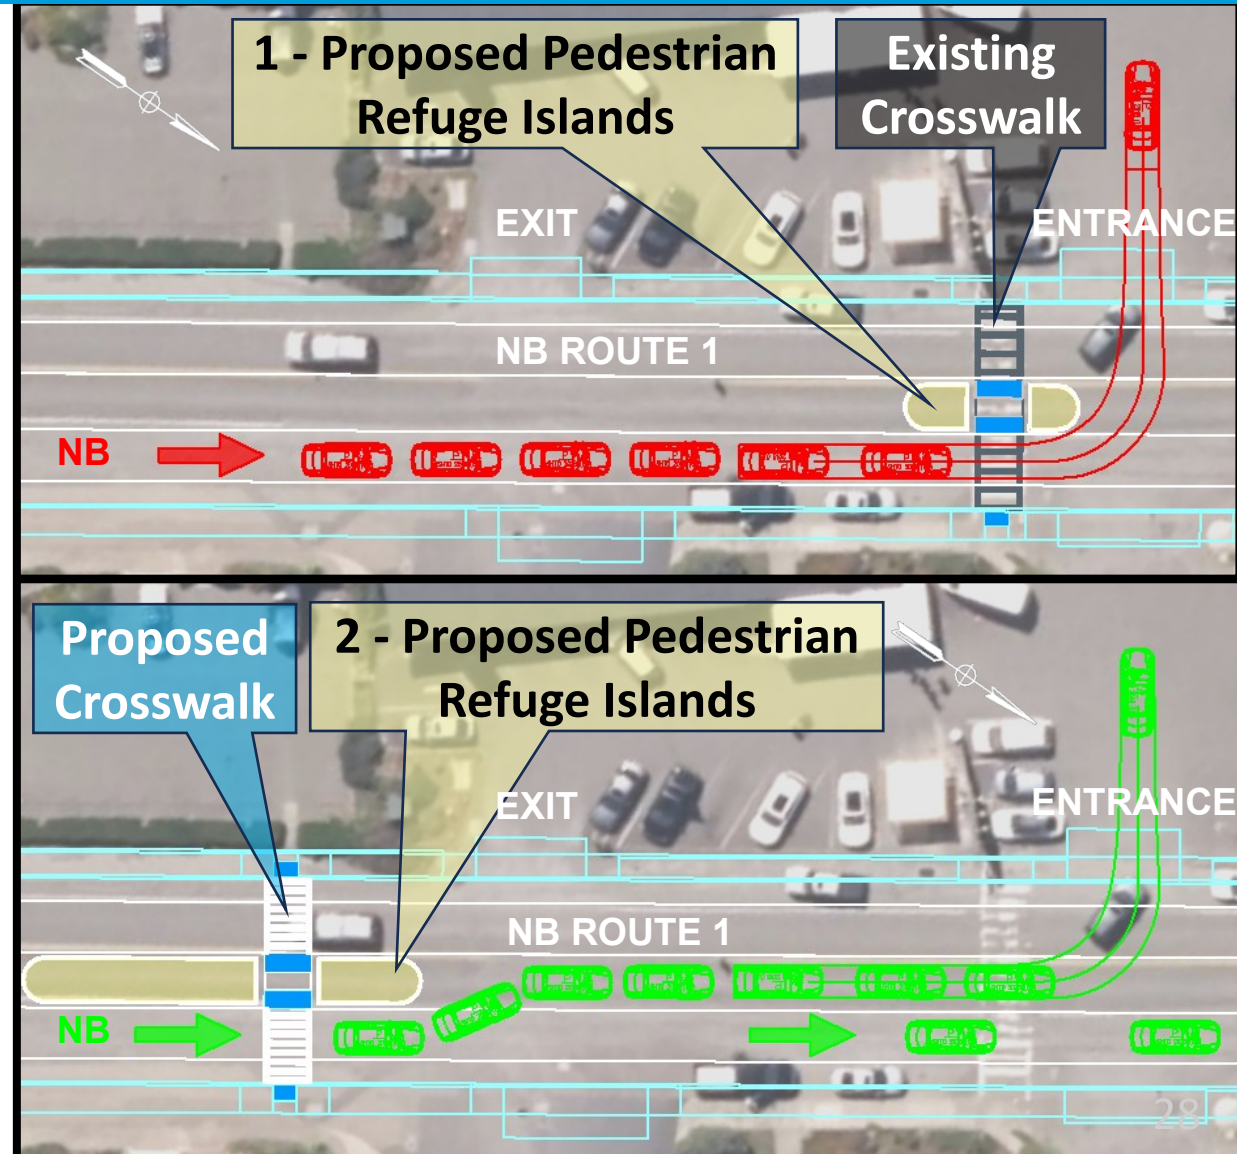 1 - Proposed Pedestrian
Refuge Islands
Existing
Crosswalk
EXIT
ENTRANCE
NB ROUTE 1
NB
Proposed
Crosswalk
2 - Proposed Pedestrian
Refuge Islands
EXIT
ENTRANCE
NB ROUTE 1
NB
28